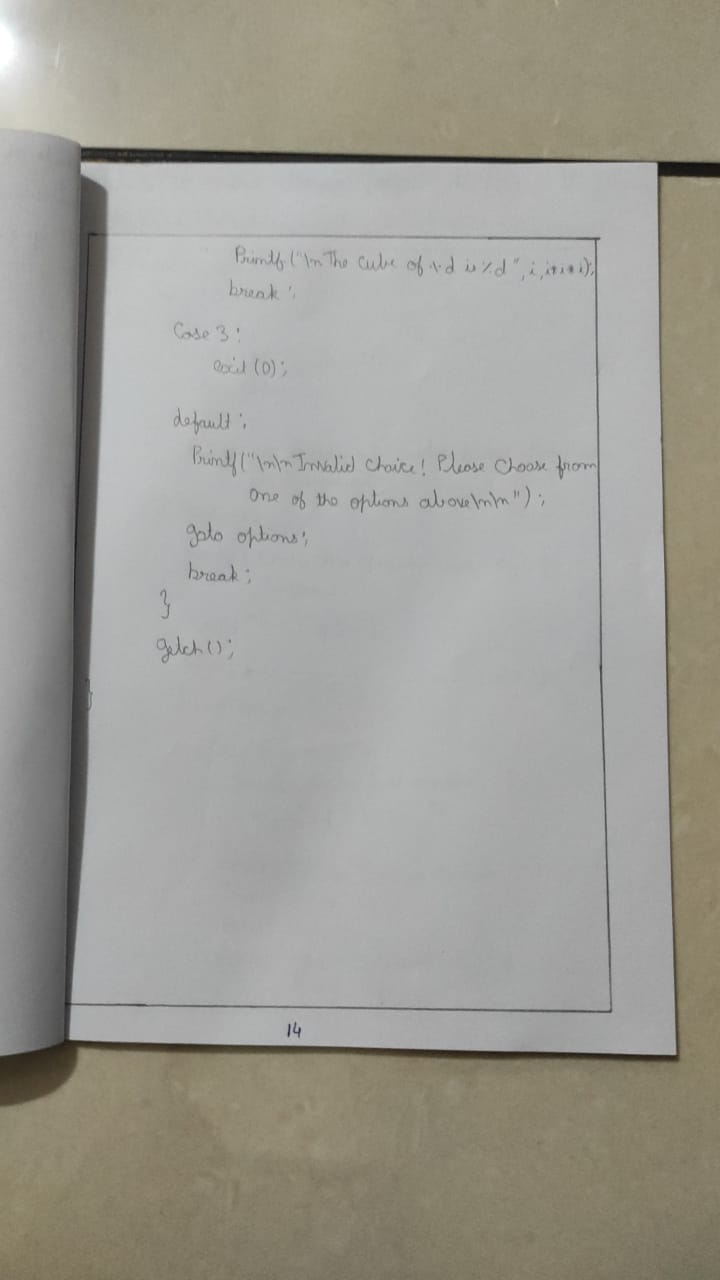 Printf ("\n The Cube of %d is %d", i, i*i*i);
break;
Case 3:
exit (0);
default:
Printf ("\n\n Invalid Choice! Please Choose from
One of the options above\n\n");
goto options;
break;
}
getch ();
}
14